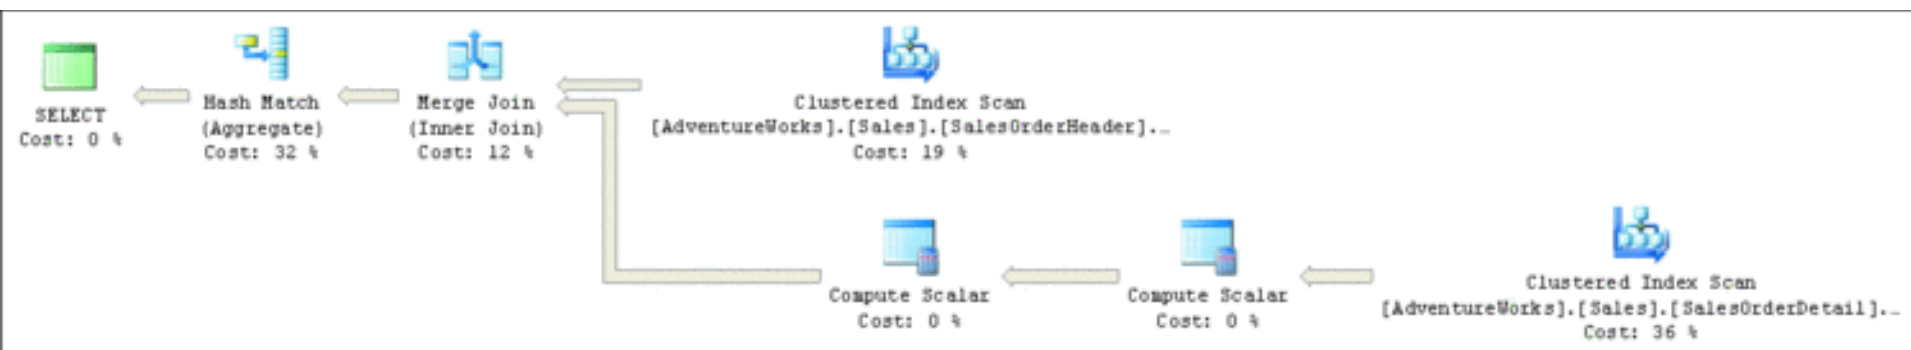 SELECT
Cost: 0 %
Hash Match
(Aggregate)
Cost: 32 %
Merge Join
(Inner Join)
Cost: 12 %
Clustered Index Scan
[AdventureWorks].[Sales].[SalesOrderHeader]....
Cost: 19 %
Compute Scalar
Cost: 0 %
Compute Scalar
Cost: 0 %
Clustered Index Scan
[AdventureWorks].[Sales].[SalesOrderDetail]....
Cost: 36 %